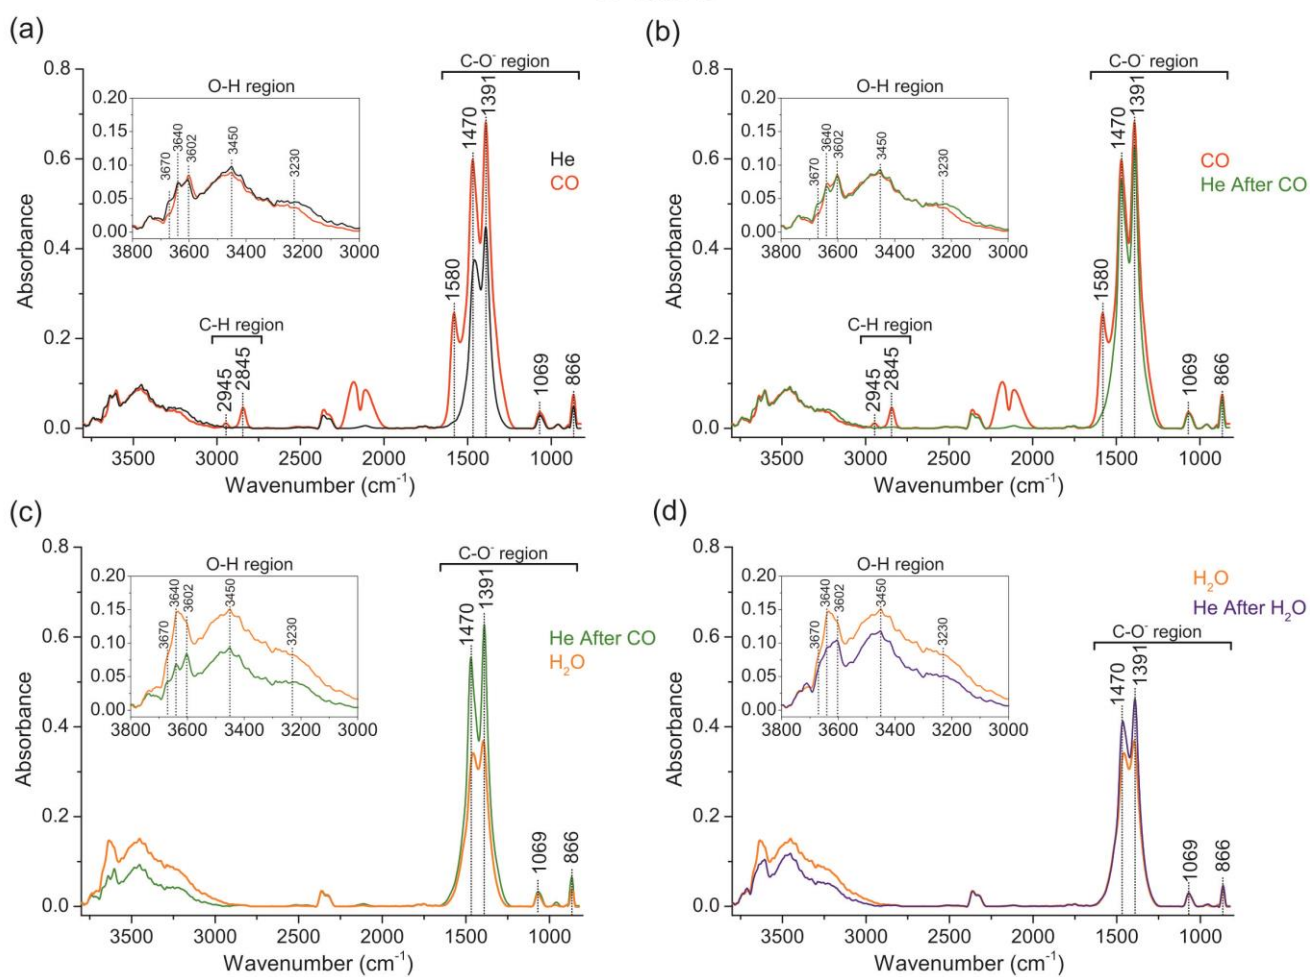 (a)
C-O⁻ region
O-H region
0.8
0.6
0.4
0.2
0.0
0.20
0.15
0.10
0.05
0.00
3670
3640
3602
3450
3230
3800 3600 3400 3200 3000
He
CO
1470
1391
1580
C-H region
2945
2845
1069
866
Absorbance
3500 3000 2500 2000 1500 1000
Wavenumber (cm⁻¹)
(b)
C-O⁻ region
O-H region
0.8
0.6
0.4
0.2
0.0
0.20
0.15
0.10
0.05
0.00
3670
3640
3602
3450
3230
3800 3600 3400 3200 3000
CO
He After CO
1470
1391
1580
C-H region
2945
2845
1069
866
Absorbance
3500 3000 2500 2000 1500 1000
Wavenumber (cm⁻¹)
(c)
C-O⁻ region
O-H region
0.8
0.6
0.4
0.2
0.0
0.20
0.15
0.10
0.05
0.00
3670
3640
3602
3450
3230
3800 3600 3400 3200 3000
He After CO
H₂O
1470
1391
1069
866
Absorbance
3500 3000 2500 2000 1500 1000
Wavenumber (cm⁻¹)
(d)
O-H region
0.8
0.6
0.4
0.2
0.0
0.20
0.15
0.10
0.05
0.00
3670
3640
3602
3450
3230
3800 3600 3400 3200 3000
H₂O
He After H₂O
C-O⁻ region
1470
1391
1069
866
Absorbance
3500 3000 2500 2000 1500 1000
Wavenumber (cm⁻¹)